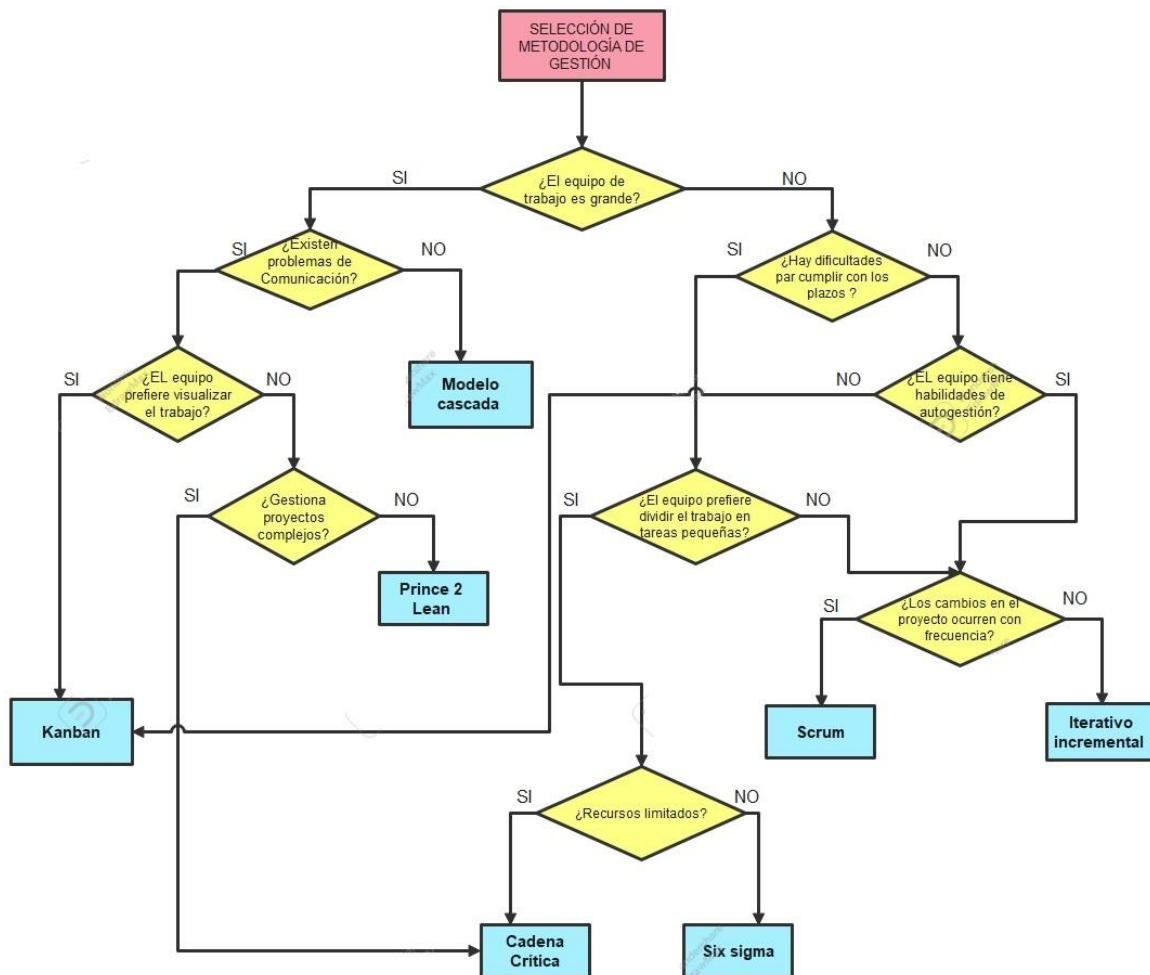 SELECCIÓN DE
METODOLOGÍA DE
GESTIÓN
¿El equipo de
trabajo es grande?
SI
NO
¿Existen
problemas de
Comunicación?
SI
NO
¿Hay dificultades
par cumplir con los
plazos ?
SI
NO
¿EL equipo
prefiere visualizar
el trabajo?
SI
NO
Modelo
cascada
¿EL equipo tiene
habilidades de
autogestión?
NO
SI
¿Gestiona
proyectos
complejos?
SI
NO
¿El equipo prefiere
dividir el trabajo en
tareas pequeñas?
SI
NO
Prince 2
Lean
¿Los cambios en el
proyecto ocurren con
frecuencia?
SI
NO
Kanban
Scrum
Iterativo
incremental
¿Recursos limitados?
SI
NO
Cadena
Crítica
Six sigma